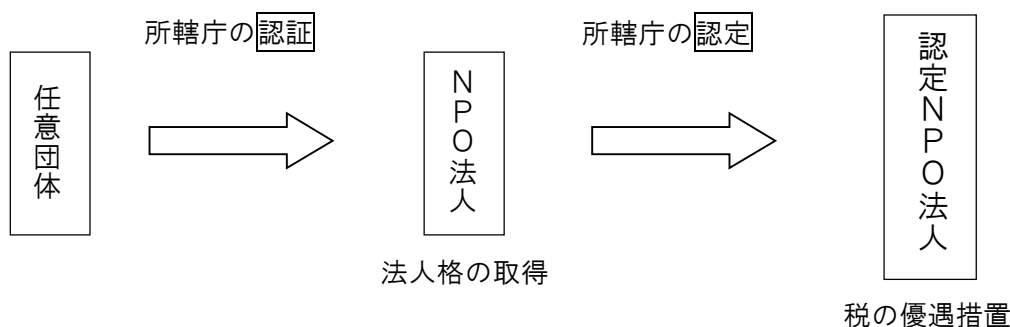 所轄庁の認証
所轄庁の認定
任意団体
ＮＰＯ法人
認定ＮＰＯ法人
法人格の取得
税の優遇措置